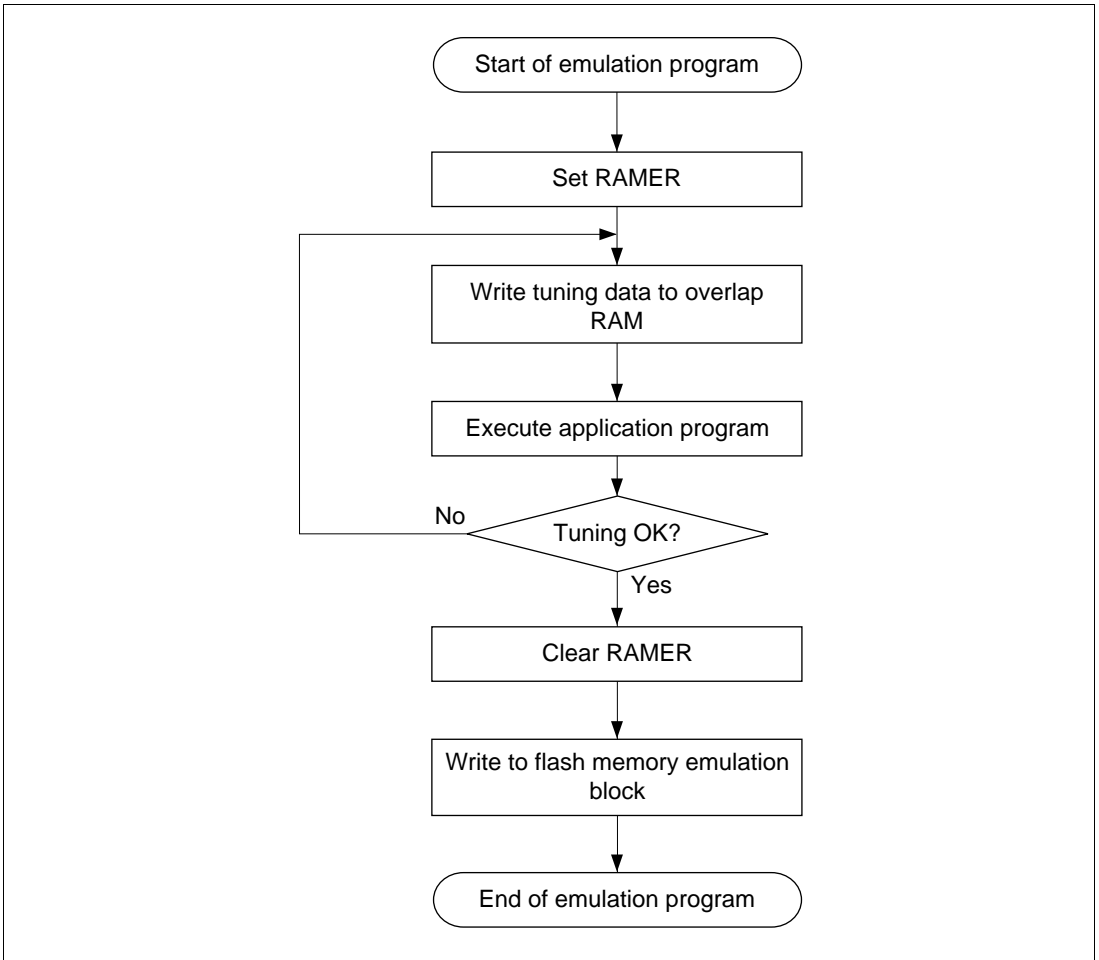 Start of emulation program
Set RAMER
Write tuning data to overlap
RAM
Execute application program
No
Tuning OK?
Yes
Clear RAMER
Write to flash memory emulation
block
End of emulation program